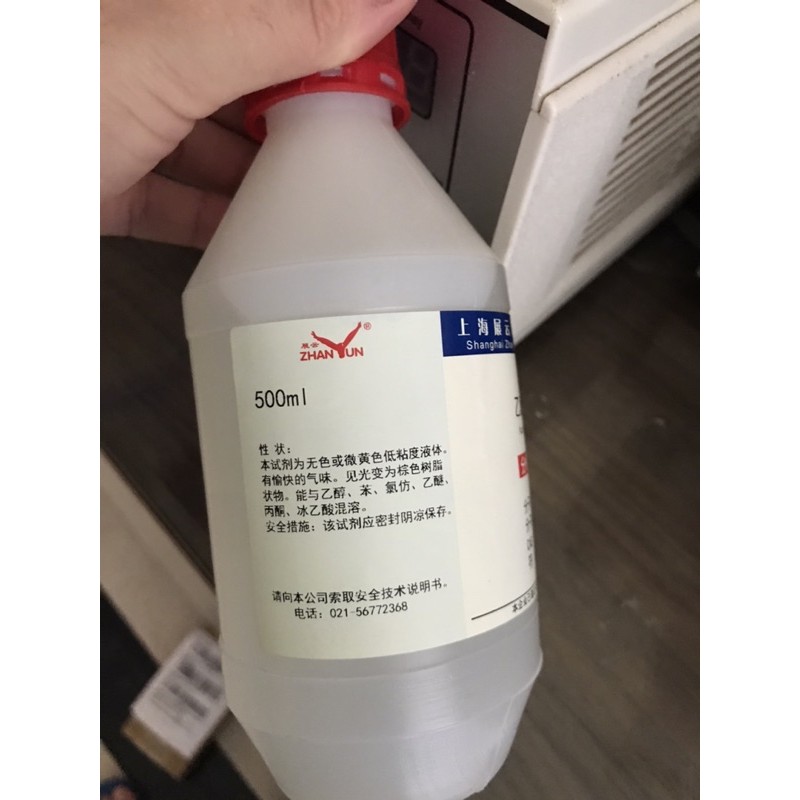 展云
ZHANYUN®
500ml
性状：
本试剂为无色或微黄色低粘度液体。
有愉快的气味。见光变为棕色树脂
状物。能与乙醇、苯、氯仿、乙醚、
丙酮、冰乙酸混溶。
安全措施：该试剂应密封阴凉保存。
请向本公司索取安全技术说明书。
电话：021-56772368
上海展云
Shanghai